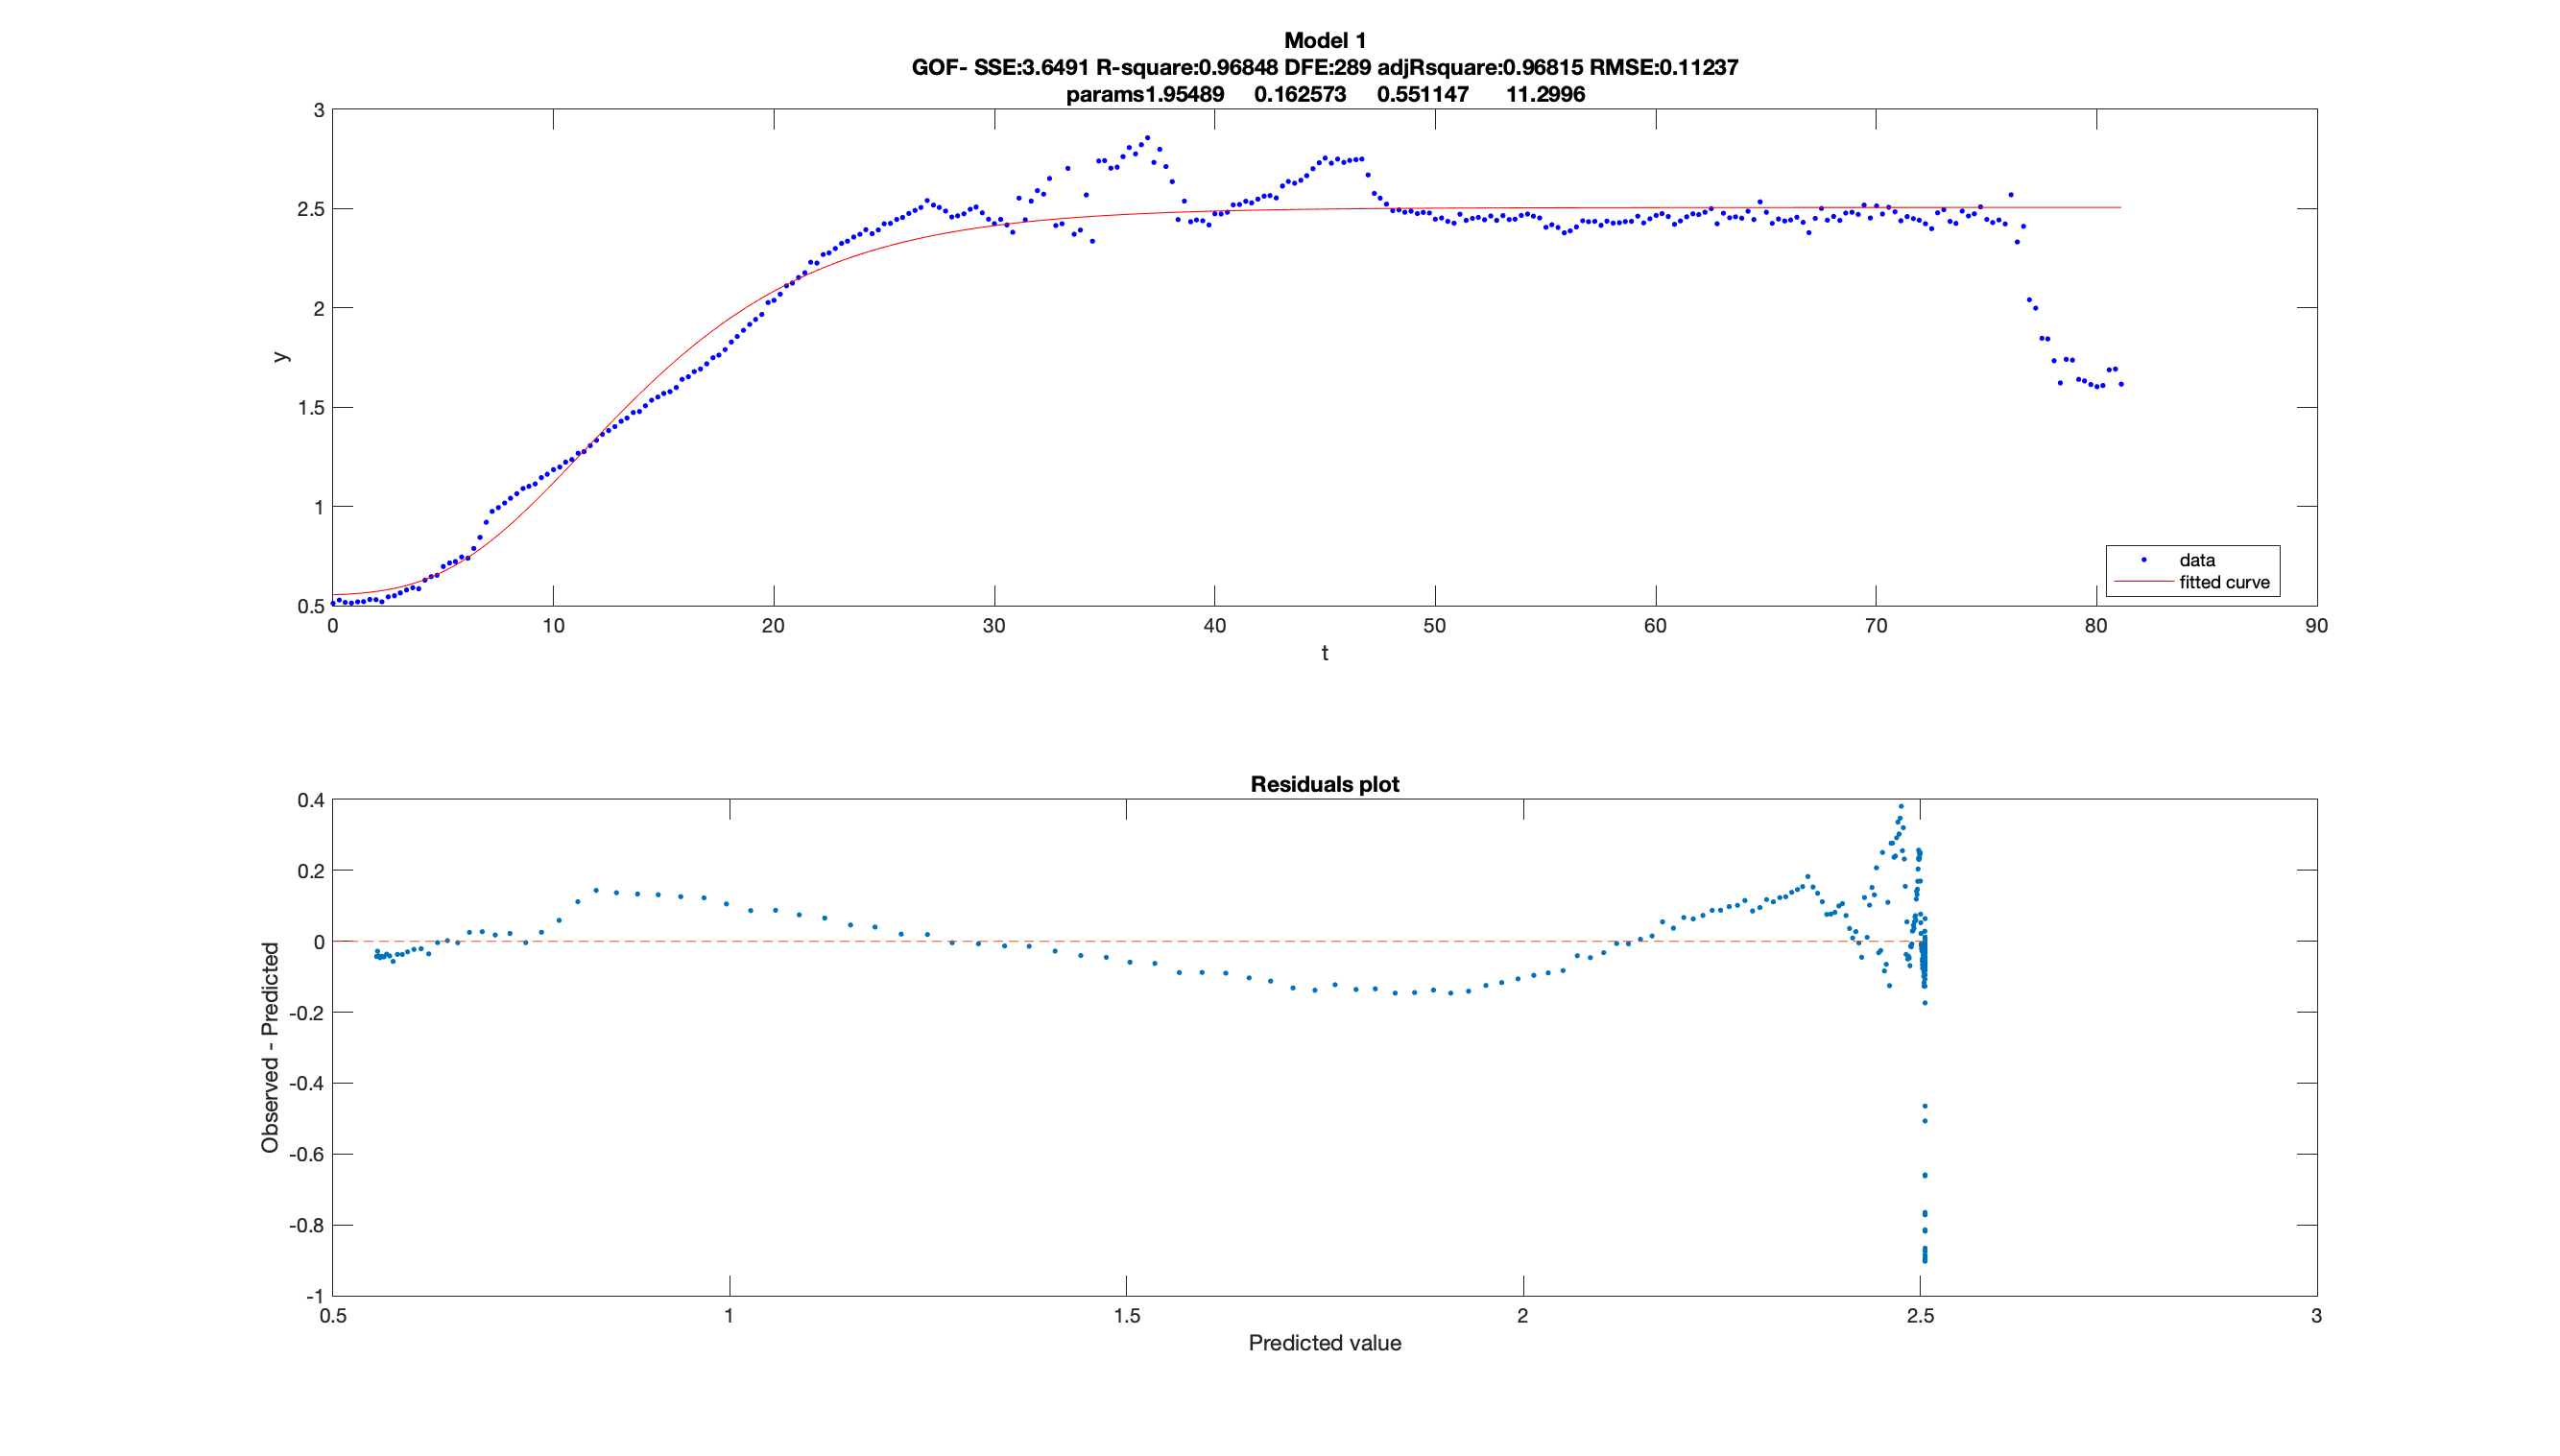 Model 1
GOF- SSE:3.6491 R-square:0.96848 DFE:289 adjRsquare:0.96815 RMSE:0.11237
params1.95489 0.162573 0.551147 11.2996
3
2.5
2
1.5
1
0.5
y
0 10 20 30 40 50 60 70 80 90
t
data
fitted curve
Residuals plot
0.4
0.2
0
-0.2
-0.4
-0.6
-0.8
-1
Observed - Predicted
0.5 1 1.5 2 2.5 3
Predicted value